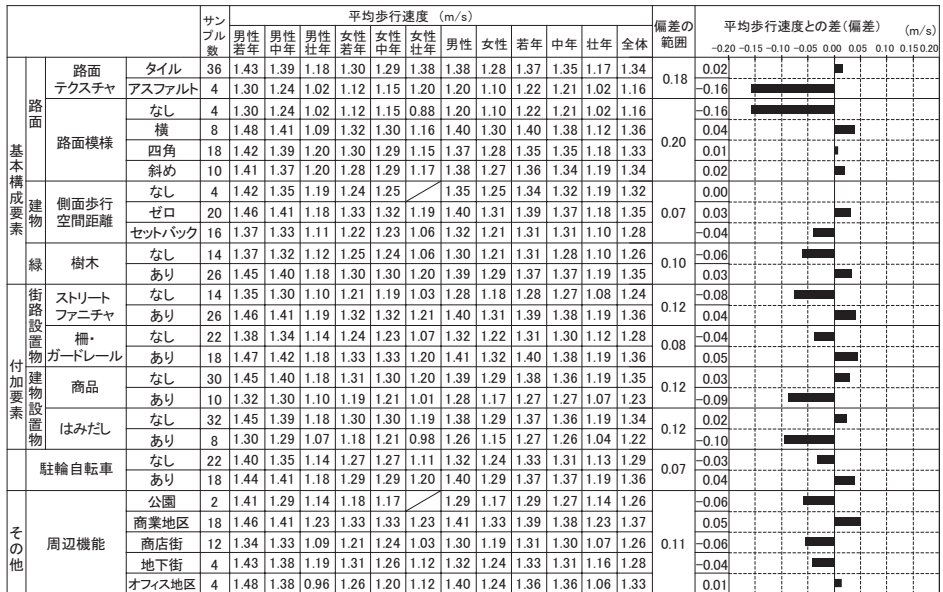 サンプル数 平均歩行速度 (m/s) 偏差の範囲 平均歩行速度との差(偏差) (m/s)
男性若年 男性中年 男性壮年 女性若年 女性中年 女性壮年 男性 女性 若年 中年 壮年 全体
-0.20 -0.15 -0.10 -0.05 0.00 0.05 0.10 0.15 0.20
基本構成要素
路面
路面テクスチャ
タイル 36 1.43 1.39 1.18 1.30 1.29 1.38 1.38 1.28 1.37 1.35 1.17 1.34 0.18 0.02
アスファルト 4 1.30 1.24 1.02 1.12 1.15 1.20 1.20 1.10 1.22 1.21 1.02 1.16 -0.16
路面模様
なし 4 1.30 1.24 1.02 1.12 1.15 0.88 1.20 1.10 1.22 1.21 1.02 1.16 0.20 -0.16
横 8 1.48 1.41 1.09 1.32 1.30 1.16 1.40 1.30 1.40 1.38 1.12 1.36 0.04
四角 18 1.42 1.39 1.20 1.30 1.29 1.15 1.37 1.28 1.35 1.35 1.18 1.33 0.01
斜め 10 1.41 1.37 1.20 1.28 1.29 1.17 1.38 1.27 1.36 1.34 1.19 1.34 0.02
建物
側面歩行空間距離
なし 4 1.42 1.35 1.19 1.24 1.25 1.35 1.25 1.34 1.32 1.19 1.32 0.07 0.00
ゼロ 20 1.46 1.41 1.18 1.33 1.32 1.19 1.40 1.31 1.39 1.37 1.18 1.35 0.03
セットバック 16 1.37 1.33 1.11 1.22 1.23 1.06 1.32 1.21 1.31 1.31 1.10 1.28 -0.04
緑
樹木
なし 14 1.37 1.32 1.12 1.25 1.24 1.06 1.30 1.21 1.31 1.28 1.10 1.26 0.10 -0.06
あり 26 1.45 1.40 1.18 1.30 1.30 1.20 1.39 1.29 1.37 1.37 1.19 1.35 0.03
付加要素
街路設置物
ストリートファニチャ
なし 14 1.35 1.30 1.10 1.21 1.19 1.03 1.28 1.18 1.28 1.27 1.08 1.24 0.12 -0.08
あり 26 1.46 1.41 1.19 1.32 1.32 1.21 1.40 1.31 1.39 1.38 1.19 1.36 0.04
柵・ガードレール
なし 22 1.38 1.34 1.14 1.24 1.23 1.07 1.32 1.22 1.31 1.30 1.12 1.28 0.08 -0.04
あり 18 1.47 1.42 1.18 1.33 1.33 1.20 1.41 1.32 1.40 1.38 1.19 1.36 0.05
建物設置物
商品
なし 30 1.45 1.40 1.18 1.31 1.30 1.20 1.39 1.29 1.38 1.36 1.19 1.35 0.12 0.03
あり 10 1.32 1.30 1.10 1.19 1.21 1.01 1.28 1.17 1.27 1.27 1.07 1.23 -0.09
はみだし
なし 32 1.45 1.39 1.18 1.30 1.30 1.19 1.38 1.29 1.37 1.36 1.19 1.34 0.12 0.02
あり 8 1.30 1.29 1.07 1.18 1.21 0.98 1.26 1.15 1.27 1.26 1.04 1.22 -0.10
その他
駐輪自転車
なし 22 1.40 1.35 1.14 1.27 1.27 1.11 1.32 1.24 1.33 1.31 1.13 1.29 0.07 -0.03
あり 18 1.44 1.41 1.18 1.29 1.29 1.20 1.40 1.29 1.37 1.37 1.19 1.36 0.04
周辺機能
公園 2 1.41 1.29 1.14 1.18 1.17 1.29 1.17 1.29 1.27 1.14 1.26 0.11 -0.06
商業地区 18 1.46 1.41 1.23 1.33 1.33 1.23 1.41 1.33 1.39 1.38 1.23 1.37 0.05
商店街 12 1.34 1.33 1.09 1.21 1.24 1.03 1.30 1.19 1.31 1.30 1.07 1.26 -0.06
地下街 4 1.43 1.38 1.19 1.31 1.26 1.12 1.32 1.24 1.33 1.31 1.16 1.28 -0.04
オフィス地区 4 1.48 1.38 0.96 1.26 1.20 1.12 1.40 1.24 1.36 1.36 1.06 1.33 0.01